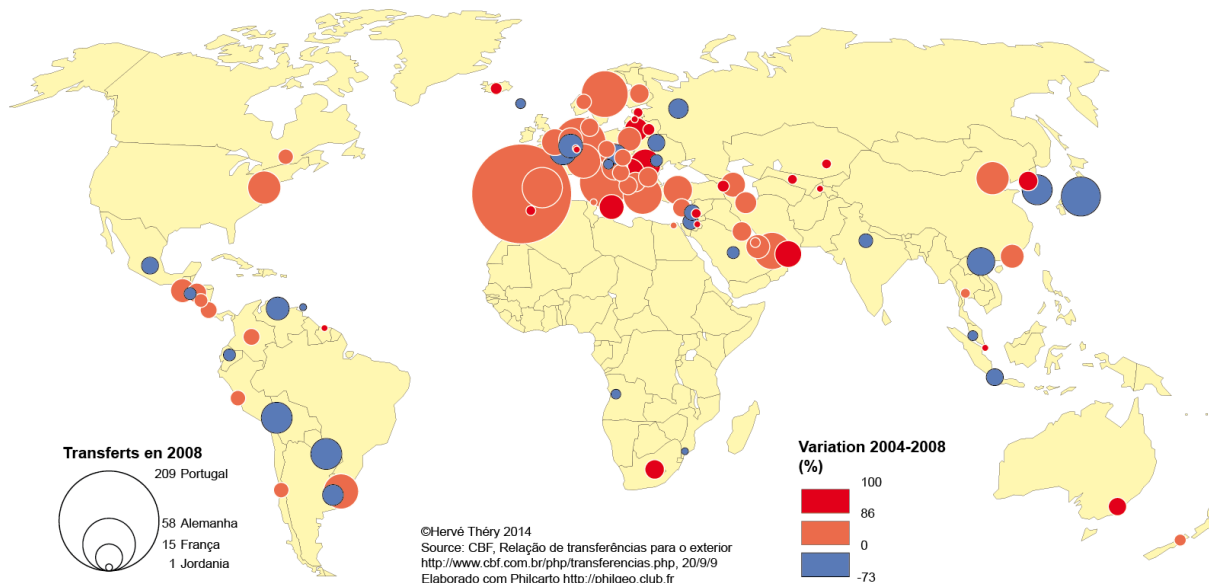 Transferts en 2008
209 Portugal
58 Alemanha
15 França
1 Jordania
©Hervé Théry 2014
Source: CBF, Relação de transferências para o exterior
http://www.cbf.com.br/php/transferencias.php, 20/9/9
Elaborado com Philcarto http://philgeo.club.fr
Variation 2004-2008
(%)
100
86
0
-73